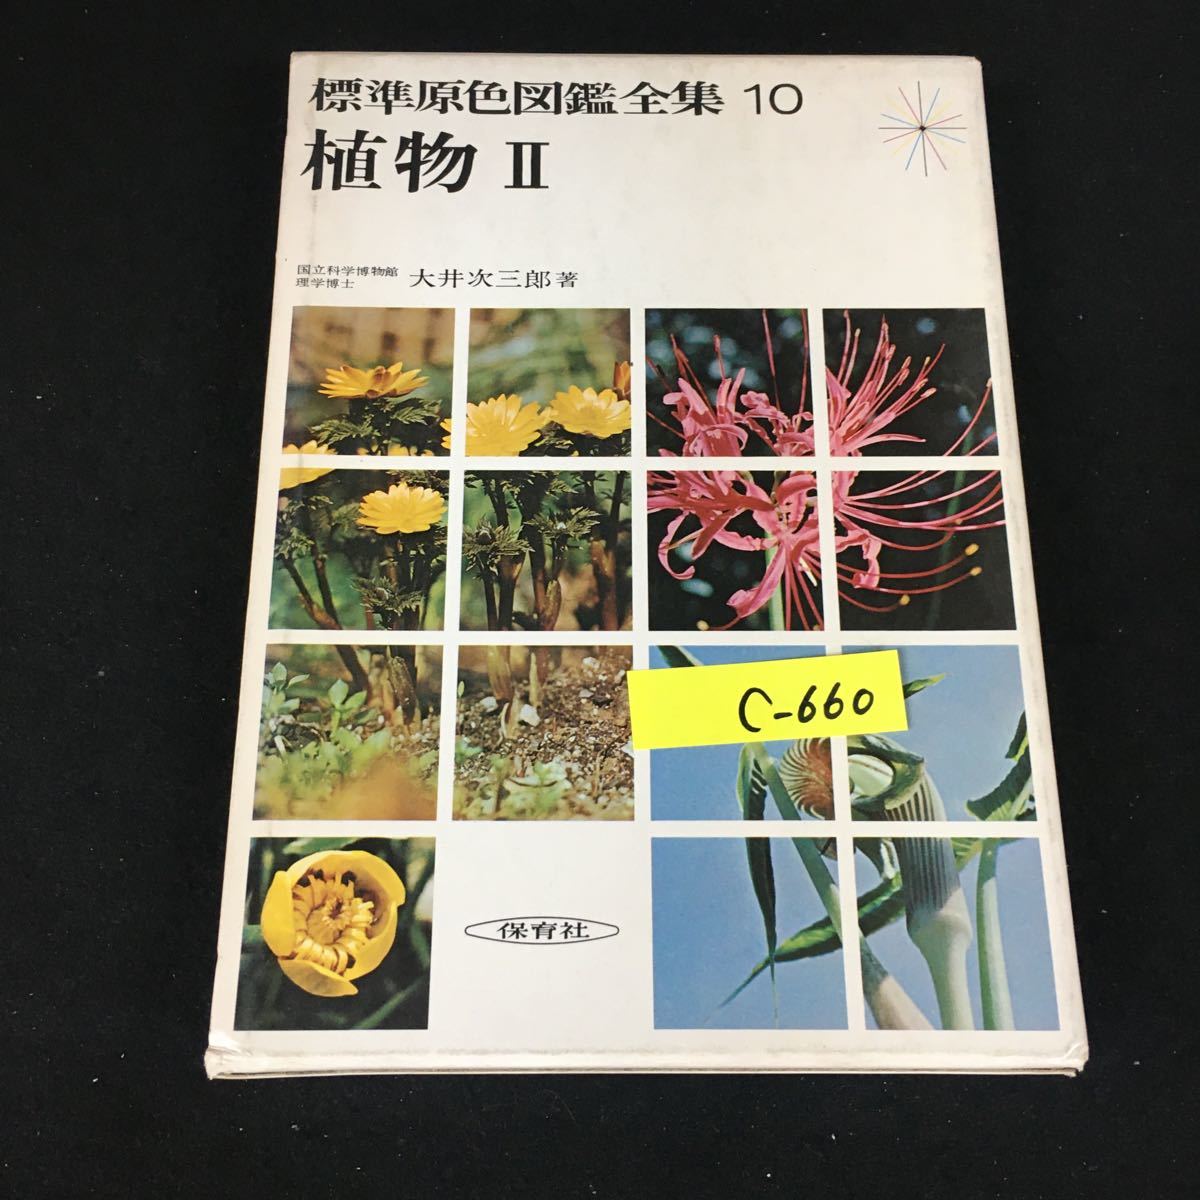 標準原色図鑑全集 10
植物 II
国立科学博物館
理学博士
大井次三郎著
C-660
保育社